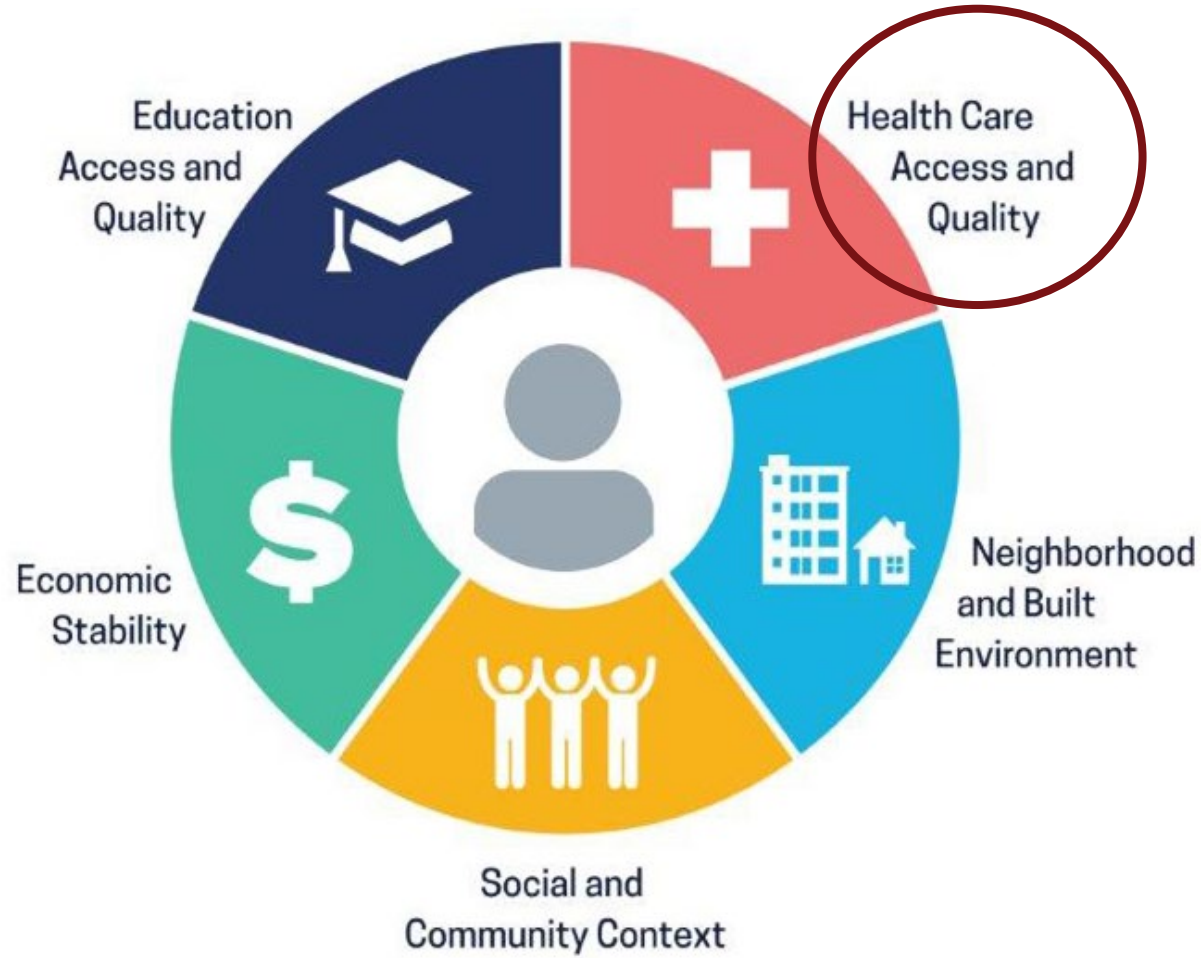 Education
Access and
Quality
Health Care
Access and
Quality
Economic
Stability
Neighborhood
and Built
Environment
Social and
Community Context